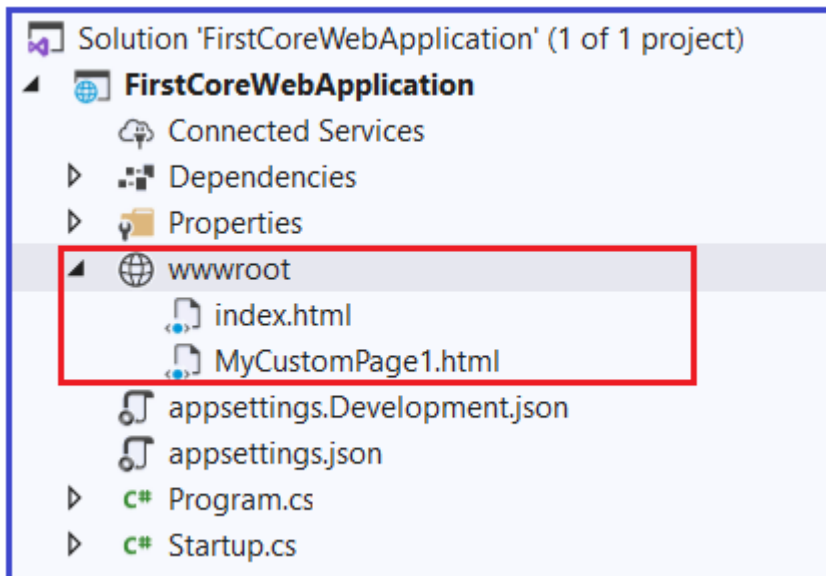 Solution 'FirstCoreWebApplication' (1 of 1 project)
FirstCoreWebApplication
Connected Services
Dependencies
Properties
wwwroot
index.html
MyCustomPage1.html
appsettings.Development.json
appsettings.json
C# Program.cs
C# Startup.cs